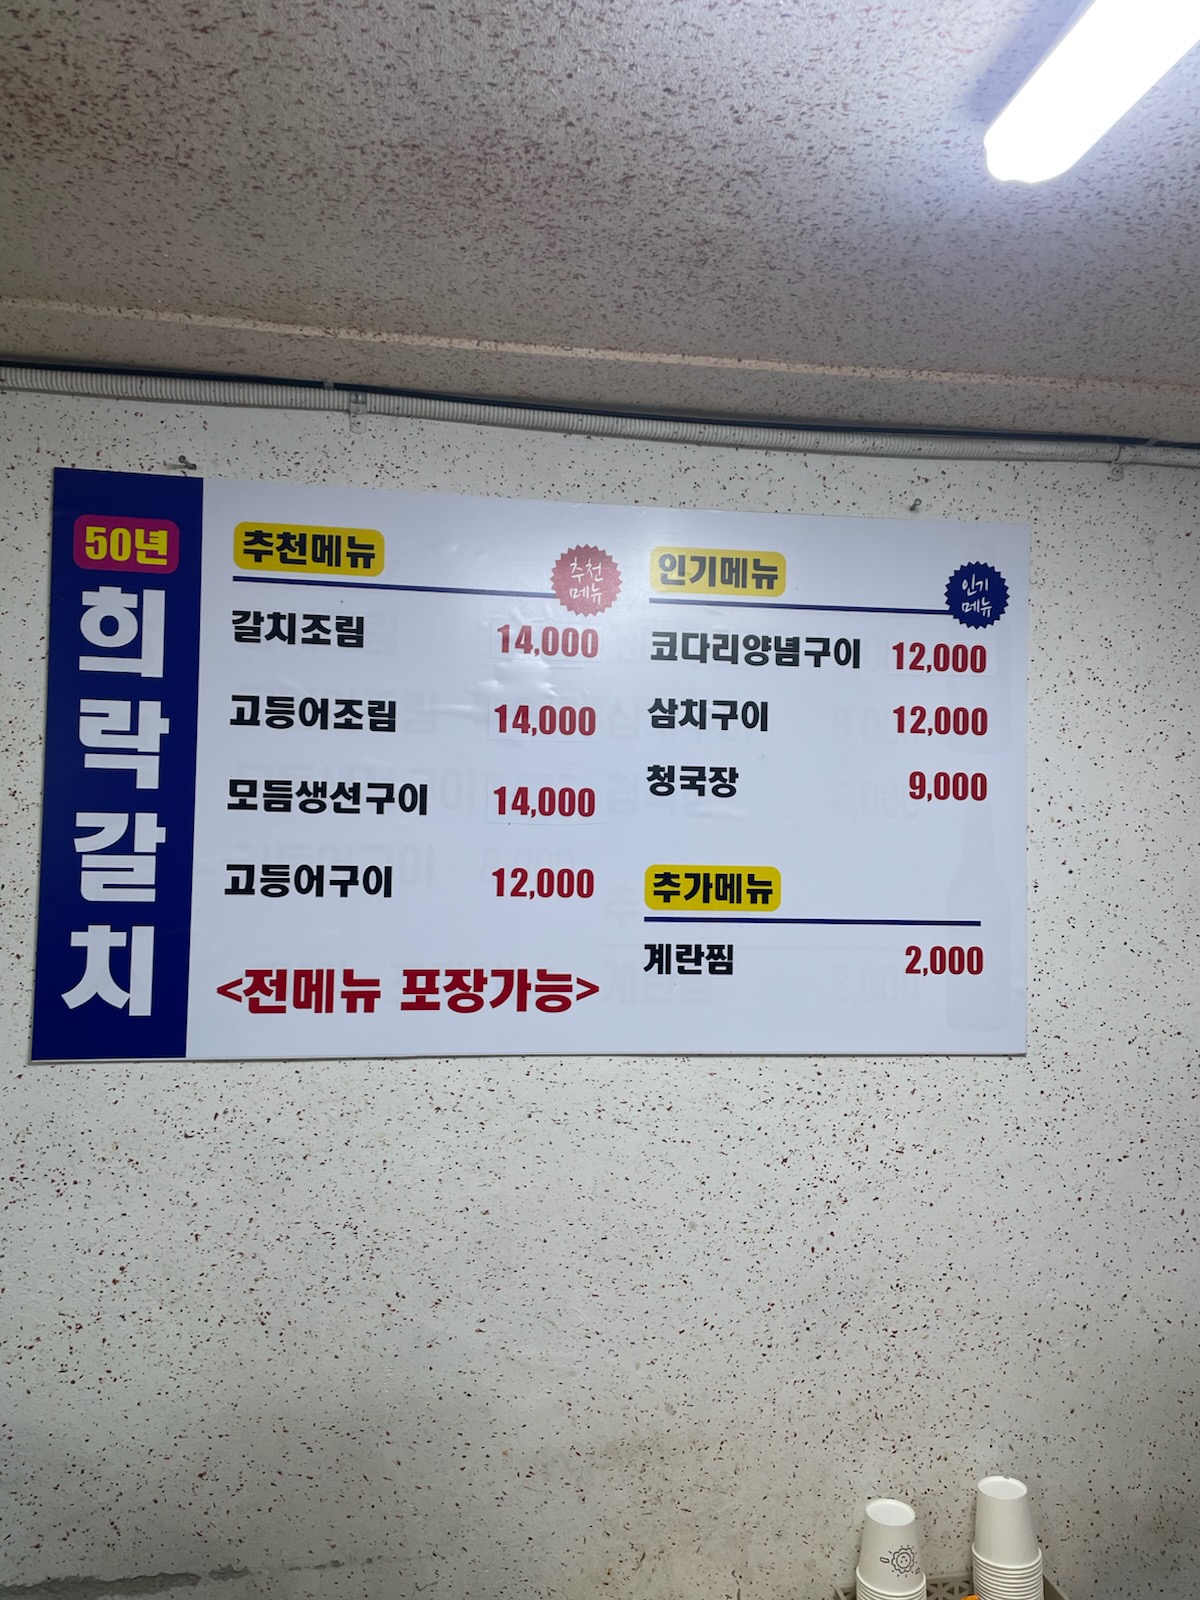 50년
희락갈치
추천메뉴
추천
메뉴
갈치조림 14,000
고등어조림 14,000
모듬생선구이 14,000
고등어구이 12,000
<전메뉴 포장가능>
인기메뉴
인기
메뉴
코다리양념구이 12,000
삼치구이 12,000
청국장 9,000
추가메뉴
계란찜 2,000